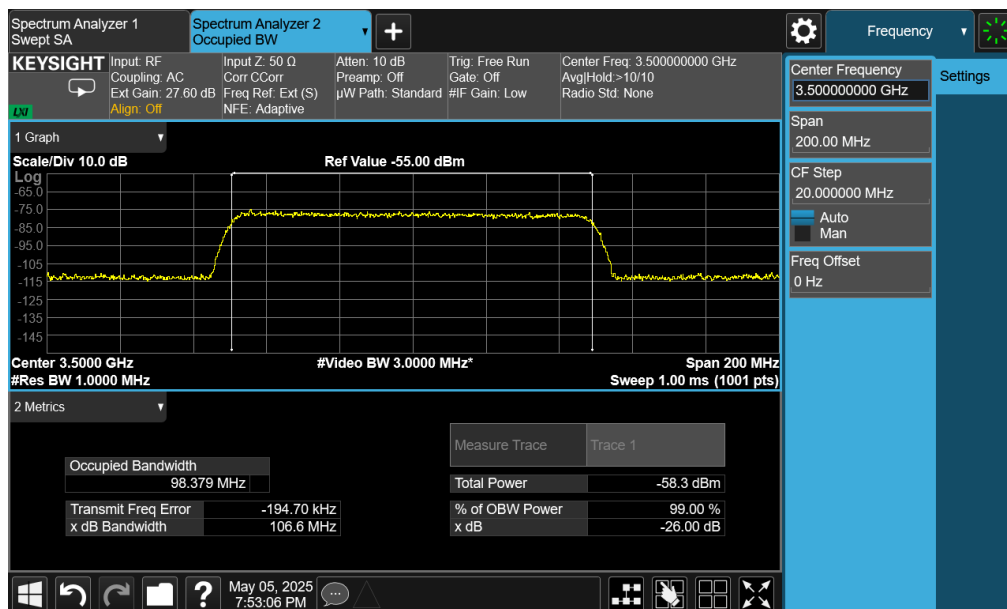 Spectrum Analyzer 1
Swept SA
Spectrum Analyzer 2
Occupied BW
+
Frequency
KEYSIGHT
LXI
Input: RF
Coupling: AC
Ext Gain: 27.60 dB
Align: Off
Input Z: 50 Ω
Corr CCorr
Freq Ref: Ext (S)
NFE: Adaptive
Atten: 10 dB
Preamp: Off
µW Path: Standard
Trig: Free Run
Gate: Off
#IF Gain: Low
Center Freq: 3.500000000 GHz
Avg|Hold:>10/10
Radio Std: None
Center Frequency
3.500000000 GHz
Settings
Span
200.00 MHz
CF Step
20.000000 MHz
Auto
Man
Freq Offset
0 Hz
1 Graph
Scale/Div 10.0 dB
Ref Value -55.00 dBm
Log
-65.0
-75.0
-85.0
-95.0
-105
-115
-125
-135
-145
Center 3.5000 GHz
#Video BW 3.0000 MHz*
Span 200 MHz
#Res BW 1.0000 MHz
Sweep 1.00 ms (1001 pts)
2 Metrics
Measure Trace
Trace 1
Occupied Bandwidth
98.379 MHz
Total Power
-58.3 dBm
Transmit Freq Error
-194.70 kHz
% of OBW Power
99.00 %
x dB Bandwidth
106.6 MHz
x dB
-26.00 dB
?
May 05, 2025
7:53:06 PM